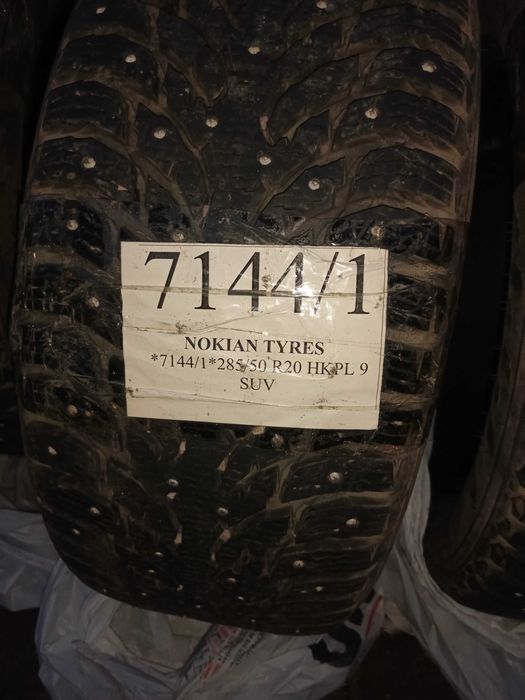 7144/1
NOKIAN TYRES
*7144/1*285/50 R20 HKPL 9
SUV